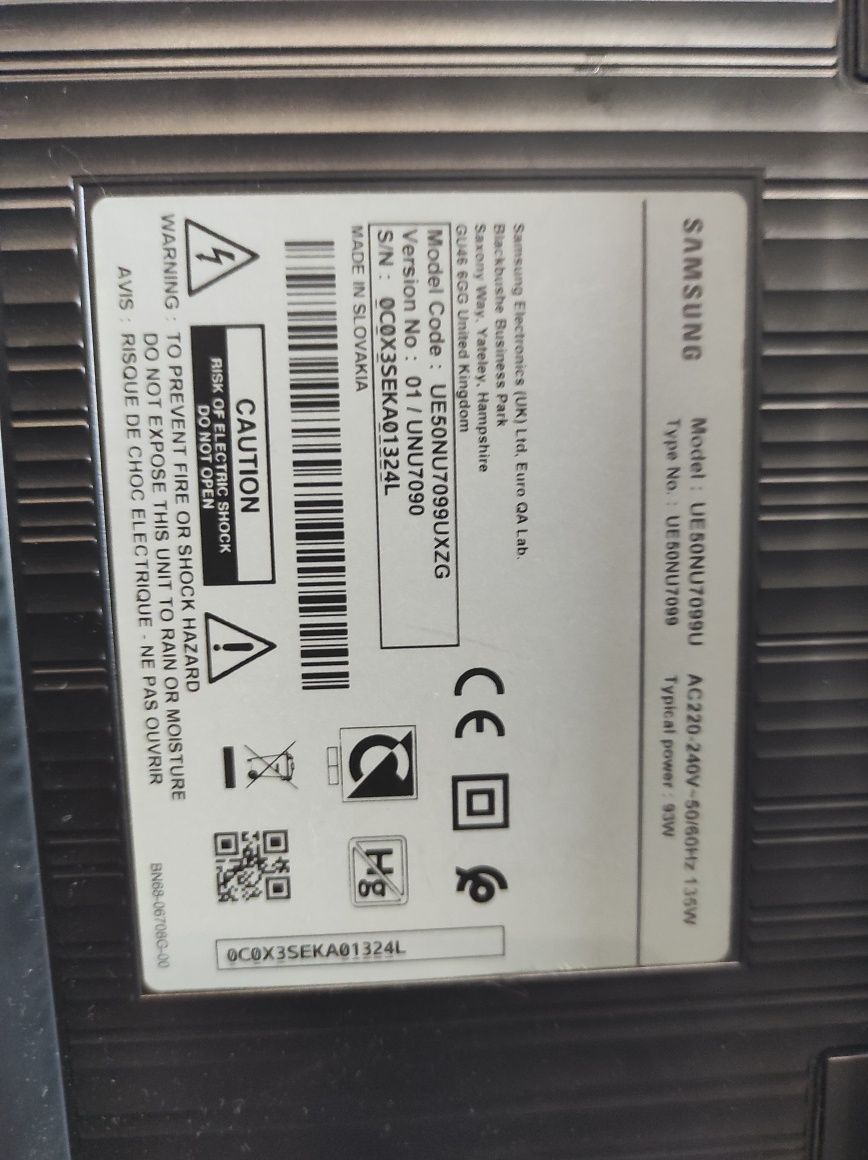 SAMSUNG
Model : UE50NU7099U AC220-240V~50/60Hz 135W
Type No. : UE50NU7099 Typical power : 93W
Samsung Electronics (UK) Ltd, Euro QA Lab.
Blackbushe Business Park
Saxony Way, Yateley, Hampshire
GU46 6GG United Kingdom
Model Code : UE50NU7099UXZG
Version No : 01 / UNU7090
S/N : 0C0X3SEKA01324L
MADE IN SLOVAKIA
CE
Hg
CAUTION
RISK OF ELECTRIC SHOCK
DO NOT OPEN
WARNING : TO PREVENT FIRE OR SHOCK HAZARD
DO NOT EXPOSE THIS UNIT TO RAIN OR MOISTURE
AVIS : RISQUE DE CHOC ELECTRIQUE - NE PAS OUVRIR
0C0X3SEKA01324L
BN68-06708G-00